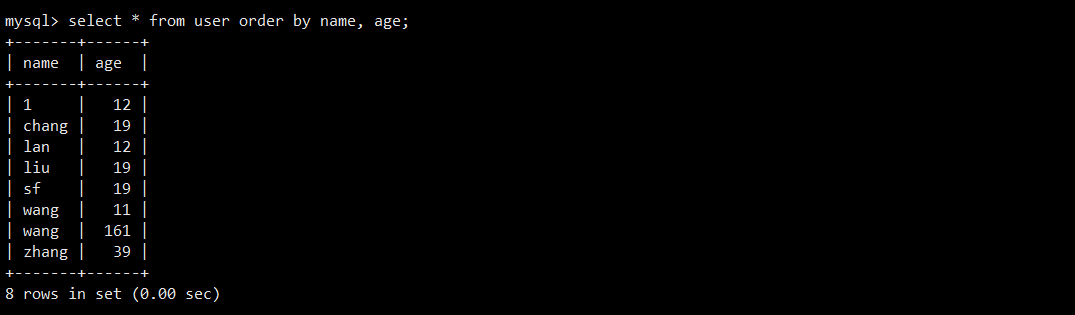 mysql> select * from user order by name, age;
+-------+------+
| name  | age  |
+-------+------+
| 1     |   12 |
| chang |   19 |
| lan   |   12 |
| liu   |   19 |
| sf    |   19 |
| wang  |   11 |
| wang  |  161 |
| zhang |   39 |
+-------+------+
8 rows in set (0.00 sec)